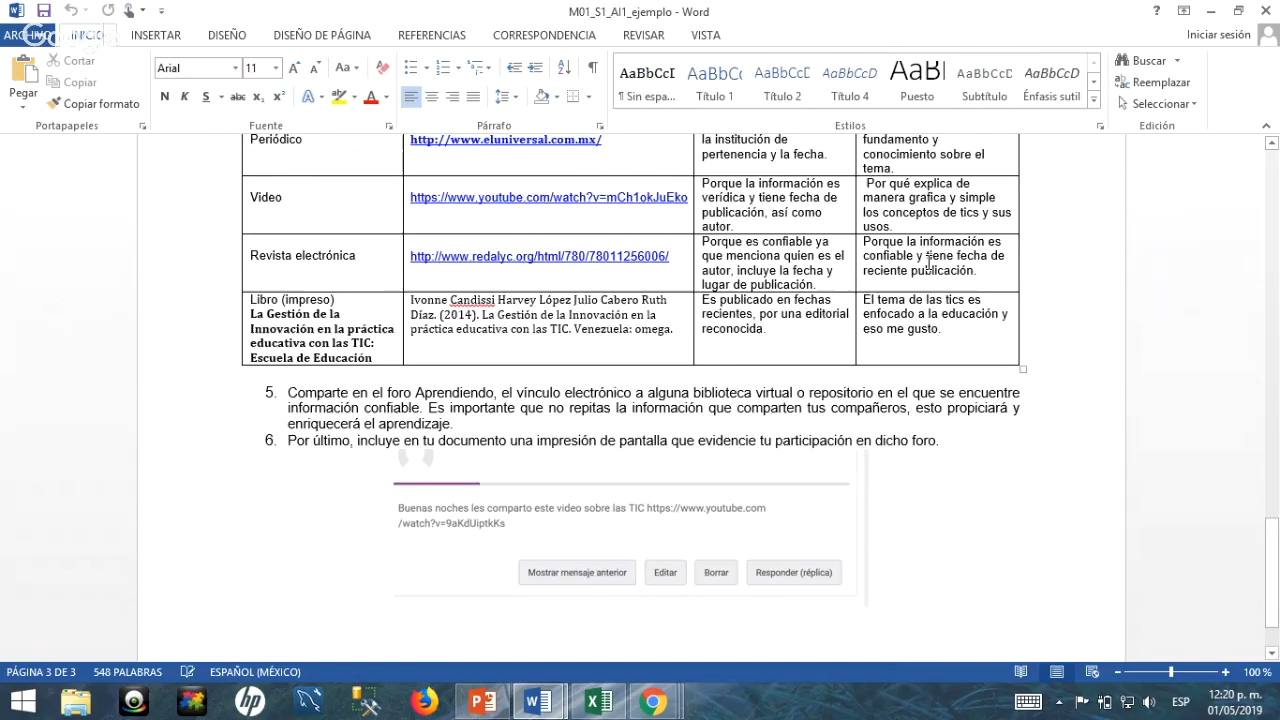 M01_S1_AI1_ejemplo - Word
ARCHIVO INICIO INSERTAR DISEÑO DISEÑO DE PÁGINA REFERENCIAS CORRESPONDENCIA REVISAR VISTA Iniciar sesión
Pegar
Cortar
Copiar
Copiar formato
Portapapeles
Arial 11
N K S abc x₂ x²
Fuente
Párrafo
AaBbCcI AaBbCc AaBbCcD AaBbCcD AaBb AaBbCcD AaBbCcD
¶ Sin espa... Título 1 Título 2 Título 4 Puesto Subtítulo Énfasis sutil
Estilos
Buscar
Reemplazar
Seleccionar
Edición
Periódico
http://www.eluniversal.com.mx/
la institución de
pertenencia y la fecha.
fundamento y
conocimiento sobre el
tema.
Video
https://www.youtube.com/watch?v=mCh1okJuEko
Porque la información es
verídica y tiene fecha de
publicación, así como
autor.
Por qué explica de
manera grafica y simple
los conceptos de tics y sus
usos.
Revista electrónica
http://www.redalyc.org/html/780/78011256006/
Porque es confiable ya
que menciona quien es el
autor, incluye la fecha y
lugar de publicación.
Porque la información es
confiable y tiene fecha de
reciente publicación.
Libro (impreso)
La Gestión de la
Innovación en la práctica
educativa con las TIC:
Escuela de Educación
Ivonne Candissi Harvey López Julio Cabero Ruth
Díaz. (2014). La Gestión de la Innovación en la
práctica educativa con las TIC. Venezuela: omega.
Es publicado en fechas
recientes, por una editorial
reconocida.
El tema de las tics es
enfocado a la educación y
eso me gusto.
5. Comparte en el foro Aprendiendo, el vínculo electrónico a alguna biblioteca virtual o repositorio en el que se encuentre
información confiable. Es importante que no repitas la información que comparten tus compañeros, esto propiciará y
enriquecerá el aprendizaje.
6. Por último, incluye en tu documento una impresión de pantalla que evidencie tu participación en dicho foro.
Buenas noches les comparto este video sobre las TIC https://www.youtube.com
/watch?v=9aKdUiptkKs
Mostrar mensaje anterior Editar Borrar Responder (réplica)
PÁGINA 3 DE 3 548 PALABRAS ESPAÑOL (MÉXICO) 100 %
ESP
12:20 p. m.
01/05/2019